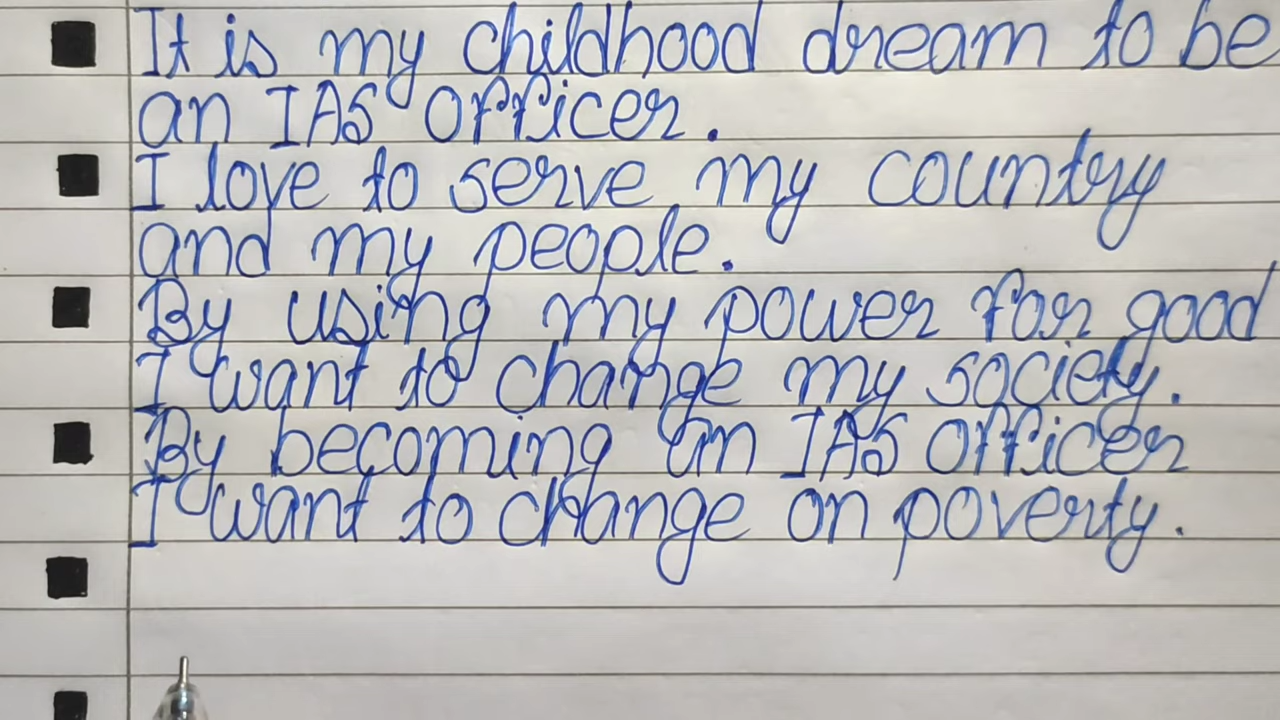 It is my childhood dream to be
an IAS officer.
I love to serve my country
and my people.
By using my power for good
I want to change my society.
By becoming an IAS officer
I want to change on poverty.